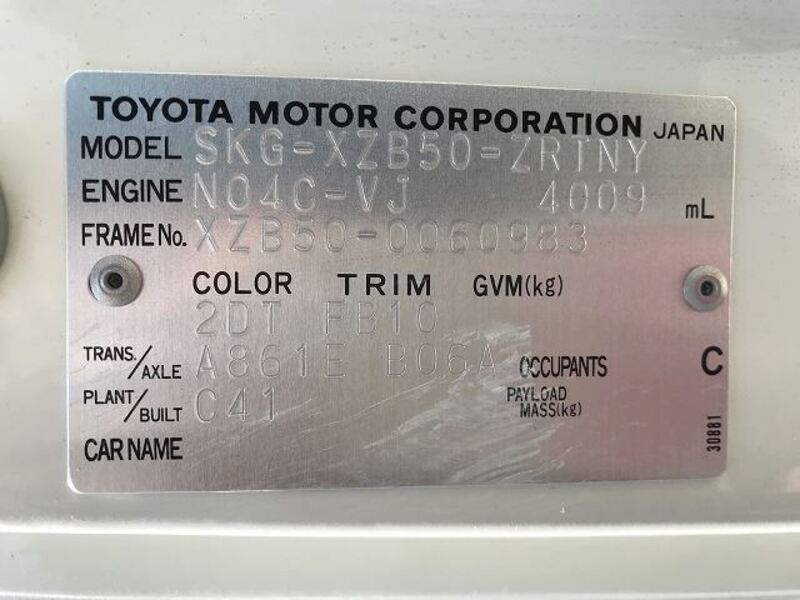 TOYOTA MOTOR CORPORATION JAPAN
MODEL SKG-XZB50-ZRTNY
ENGINE N04C-VJ 4009 mL
FRAME No. XZB50-0060983
COLOR TRIM GVM(kg)
2DT FB10
TRANS./AXLE A861E B06A OCCUPANTS C
PLANT/BUILT C41 PAYLOAD MASS(kg)
CAR NAME
30881